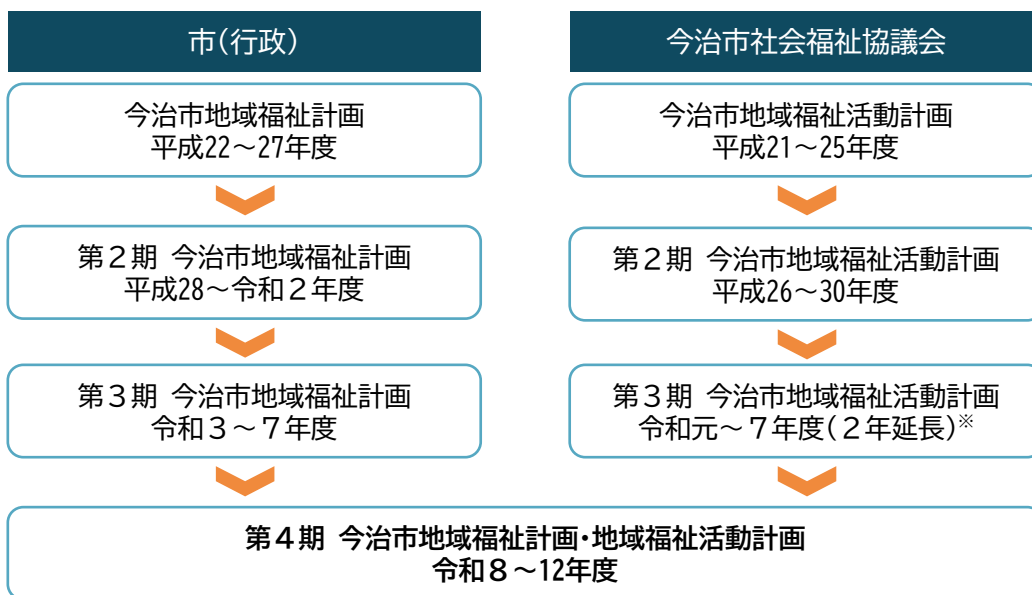 市(行政)
今治市地域福祉計画
平成22～27年度
第２期 今治市地域福祉計画
平成28～令和２年度
第３期 今治市地域福祉計画
令和３～７年度
今治市社会福祉協議会
今治市地域福祉活動計画
平成21～25年度
第２期 今治市地域福祉活動計画
平成26～30年度
第３期 今治市地域福祉活動計画
令和元～７年度(２年延長)※
第４期 今治市地域福祉計画・地域福祉活動計画
令和８～12年度